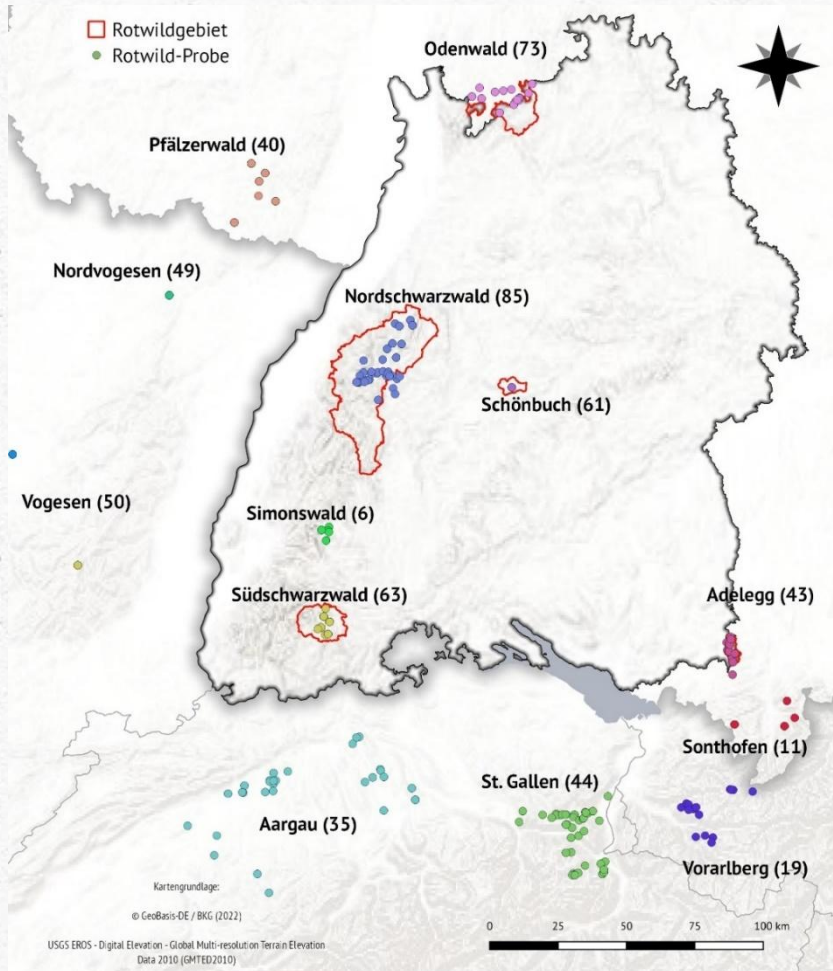 Rotwildgebiet
Rotwild-Probe
Odenwald (73)
Pfälzerwald (40)
Nordvogesen (49)
Nordschwarzwald (85)
Schönbuch (61)
Vogesen (50)
Simonswald (6)
Südschwarzwald (63)
Adelegg (43)
Sonthofen (11)
St. Gallen (44)
Aargau (35)
Vorarlberg (19)
Kartengrundlage:
© GeoBasis-DE / BKG (2022)
USGS EROS - Digital Elevation - Global Multi-resolution Terrain Elevation
Data 2010 (GMTED2010)
0 25 50 75 100 km